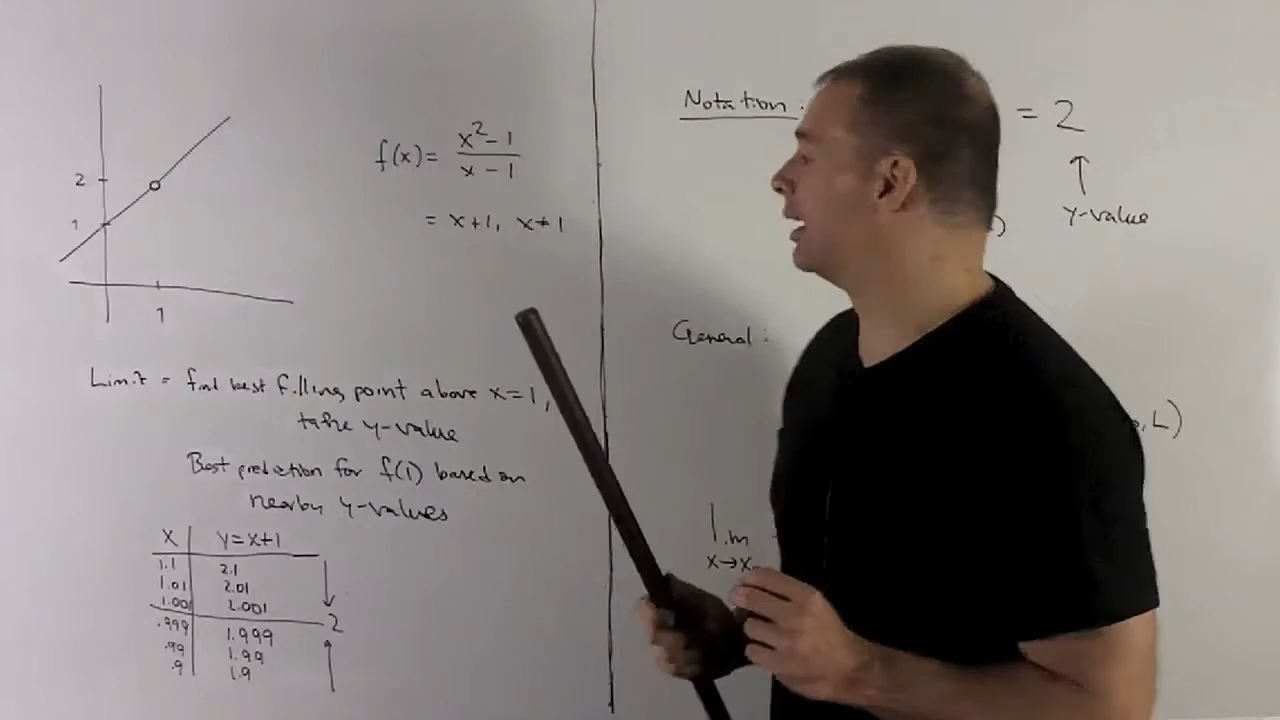 2
1
1
f(x) = x²-1 / x-1
= x+1, x≠1
Limit = find best filling point above x=1,
take y-value
Best prediction for f(1) based on
nearby y-values
x | y=x+1
1.1 | 2.1
1.01 | 2.01
1.001 | 2.001
2
.999 | 1.999
.99 | 1.99
.9 | 1.9
Notation:
= 2
y-value
)
General:
, L)
lim
x→x